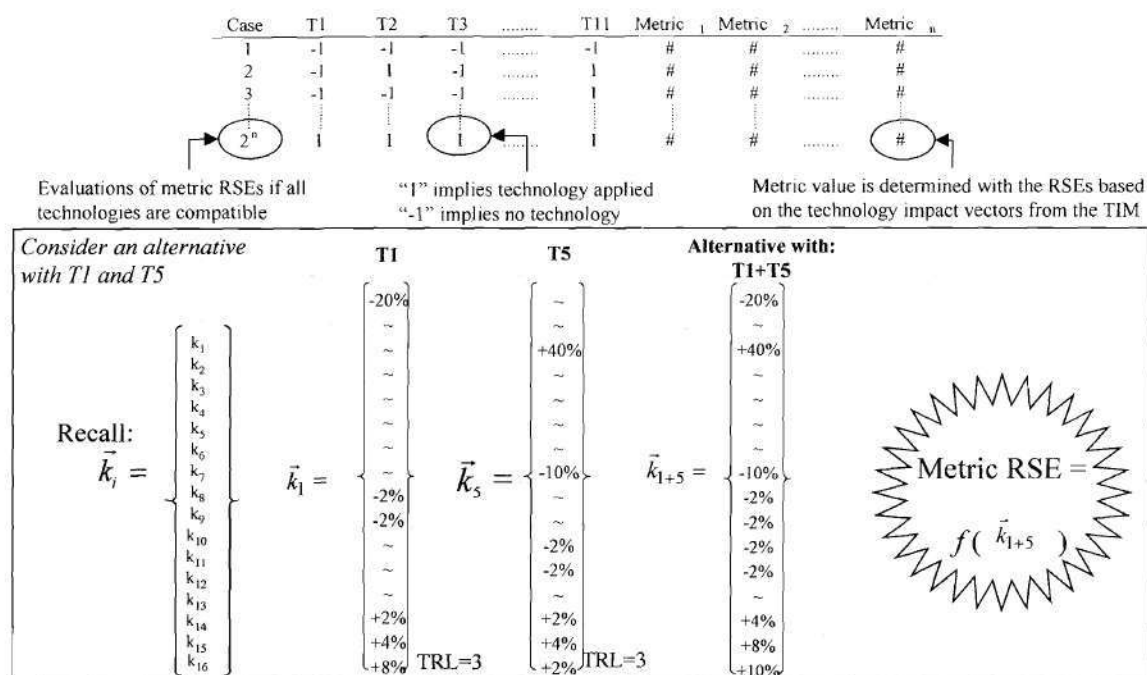 Case T1 T2 T3 ........ T11 Metric 1 Metric 2 ........ Metric n
1 -1 -1 -1 ........ -1 # # ........ #
2 -1 1 -1 ........ 1 # # ........ #
3 -1 -1 -1 ........ 1 # # ........ #
2ⁿ 1 1 1 ........ 1 # # ........ #
Evaluations of metric RSEs if all
technologies are compatible
"1" implies technology applied
"-1" implies no technology
Metric value is determined with the RSEs based
on the technology impact vectors from the TIM
Consider an alternative
with T1 and T5
Recall:
k⃗ᵢ =
k₁
k₂
k₃
k₄
k₅
k₆
k₇
k₈
k₉
k₁₀
k₁₁
k₁₂
k₁₃
k₁₄
k₁₅
k₁₆
T1
k⃗₁ =
-20%
~
~
~
~
~
~
-2%
-2%
~
~
~
+2%
+4%
+8%
TRL=3
T5
k⃗₅ =
~
~
+40%
~
~
~
~
-10%
~
~
-2%
-2%
~
+2%
+4%
+2%
TRL=3
Alternative with:
T1+T5
k⃗₁₊₅ =
-20%
~
+40%
~
~
~
~
-10%
-2%
-2%
-2%
-2%
~
+4%
+8%
+10%
Metric RSE =
f( k⃗₁₊₅ )